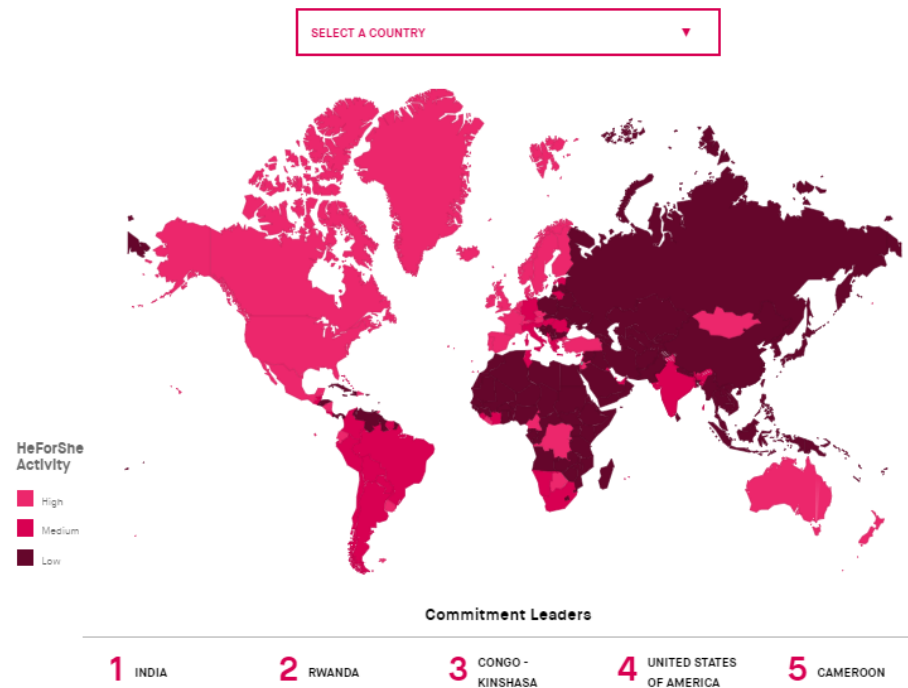 SELECT A COUNTRY
HeForShe
Activity
High
Medium
Low
Commitment Leaders
1 INDIA
2 RWANDA
3 CONGO -
KINSHASA
4 UNITED STATES
OF AMERICA
5 CAMEROON